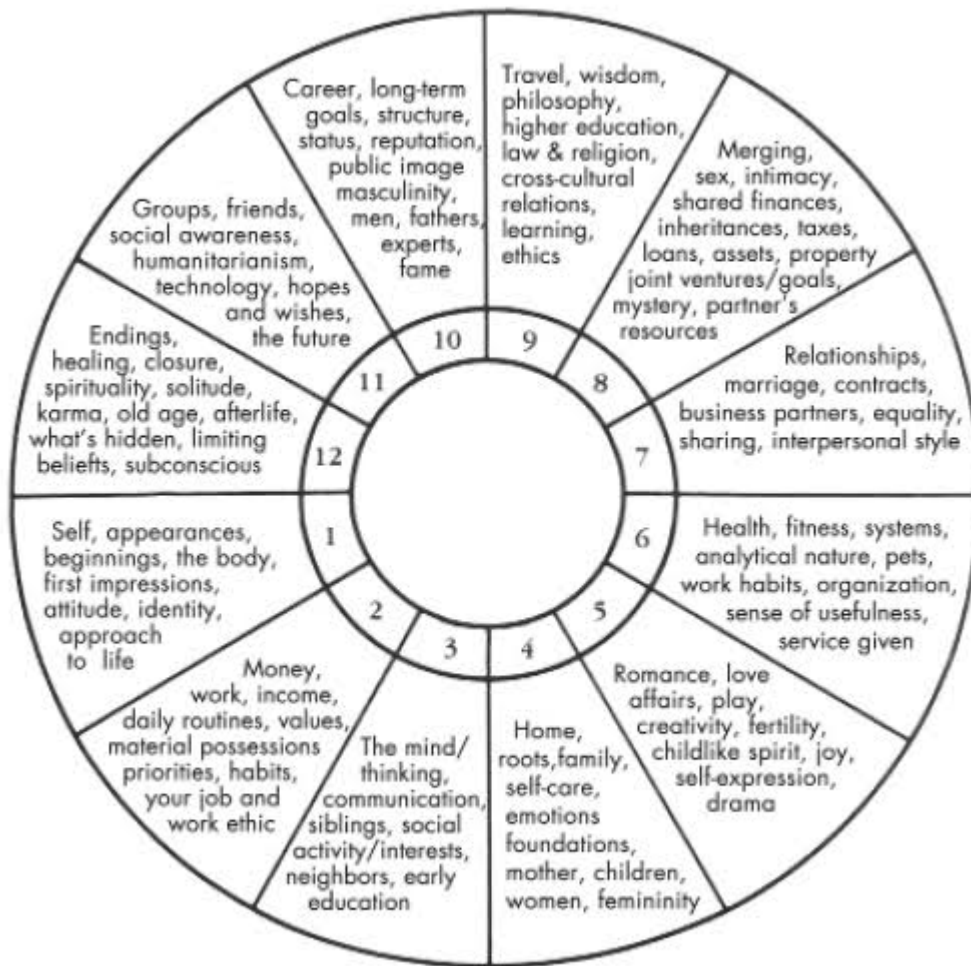 Career, long-term
goals, structure,
status, reputation,
public image
masculinity,
men, fathers,
experts,
fame
10
Travel, wisdom,
philosophy,
higher education,
law & religion,
cross-cultural
relations,
learning,
ethics
9
Merging,
sex, intimacy,
shared finances,
inheritances, taxes,
loans, assets, property
joint ventures/goals,
mystery, partner's
resources
8
Relationships,
marriage, contracts,
business partners, equality,
sharing, interpersonal style
7
Health, fitness, systems,
analytical nature, pets,
work habits, organization,
sense of usefulness,
service given
6
Romance, love
affairs, play,
creativity, fertility,
childlike spirit, joy,
self-expression,
drama
5
Home,
roots,family,
self-care,
emotions
foundations,
mother, children,
women, femininity
4
The mind/
thinking,
communication,
siblings, social
activity/interests,
neighbors, early
education
3
Money,
work, income,
daily routines, values,
material possessions
priorities, habits,
your job and
work ethic
2
Self, appearances,
beginnings, the body,
first impressions,
attitude, identity,
approach
to life
1
Endings,
healing, closure,
spirituality, solitude,
karma, old age, afterlife,
what's hidden, limiting
beliefts, subconscious
12
Groups, friends,
social awareness,
humanitarianism,
technology, hopes
and wishes,
the future
11